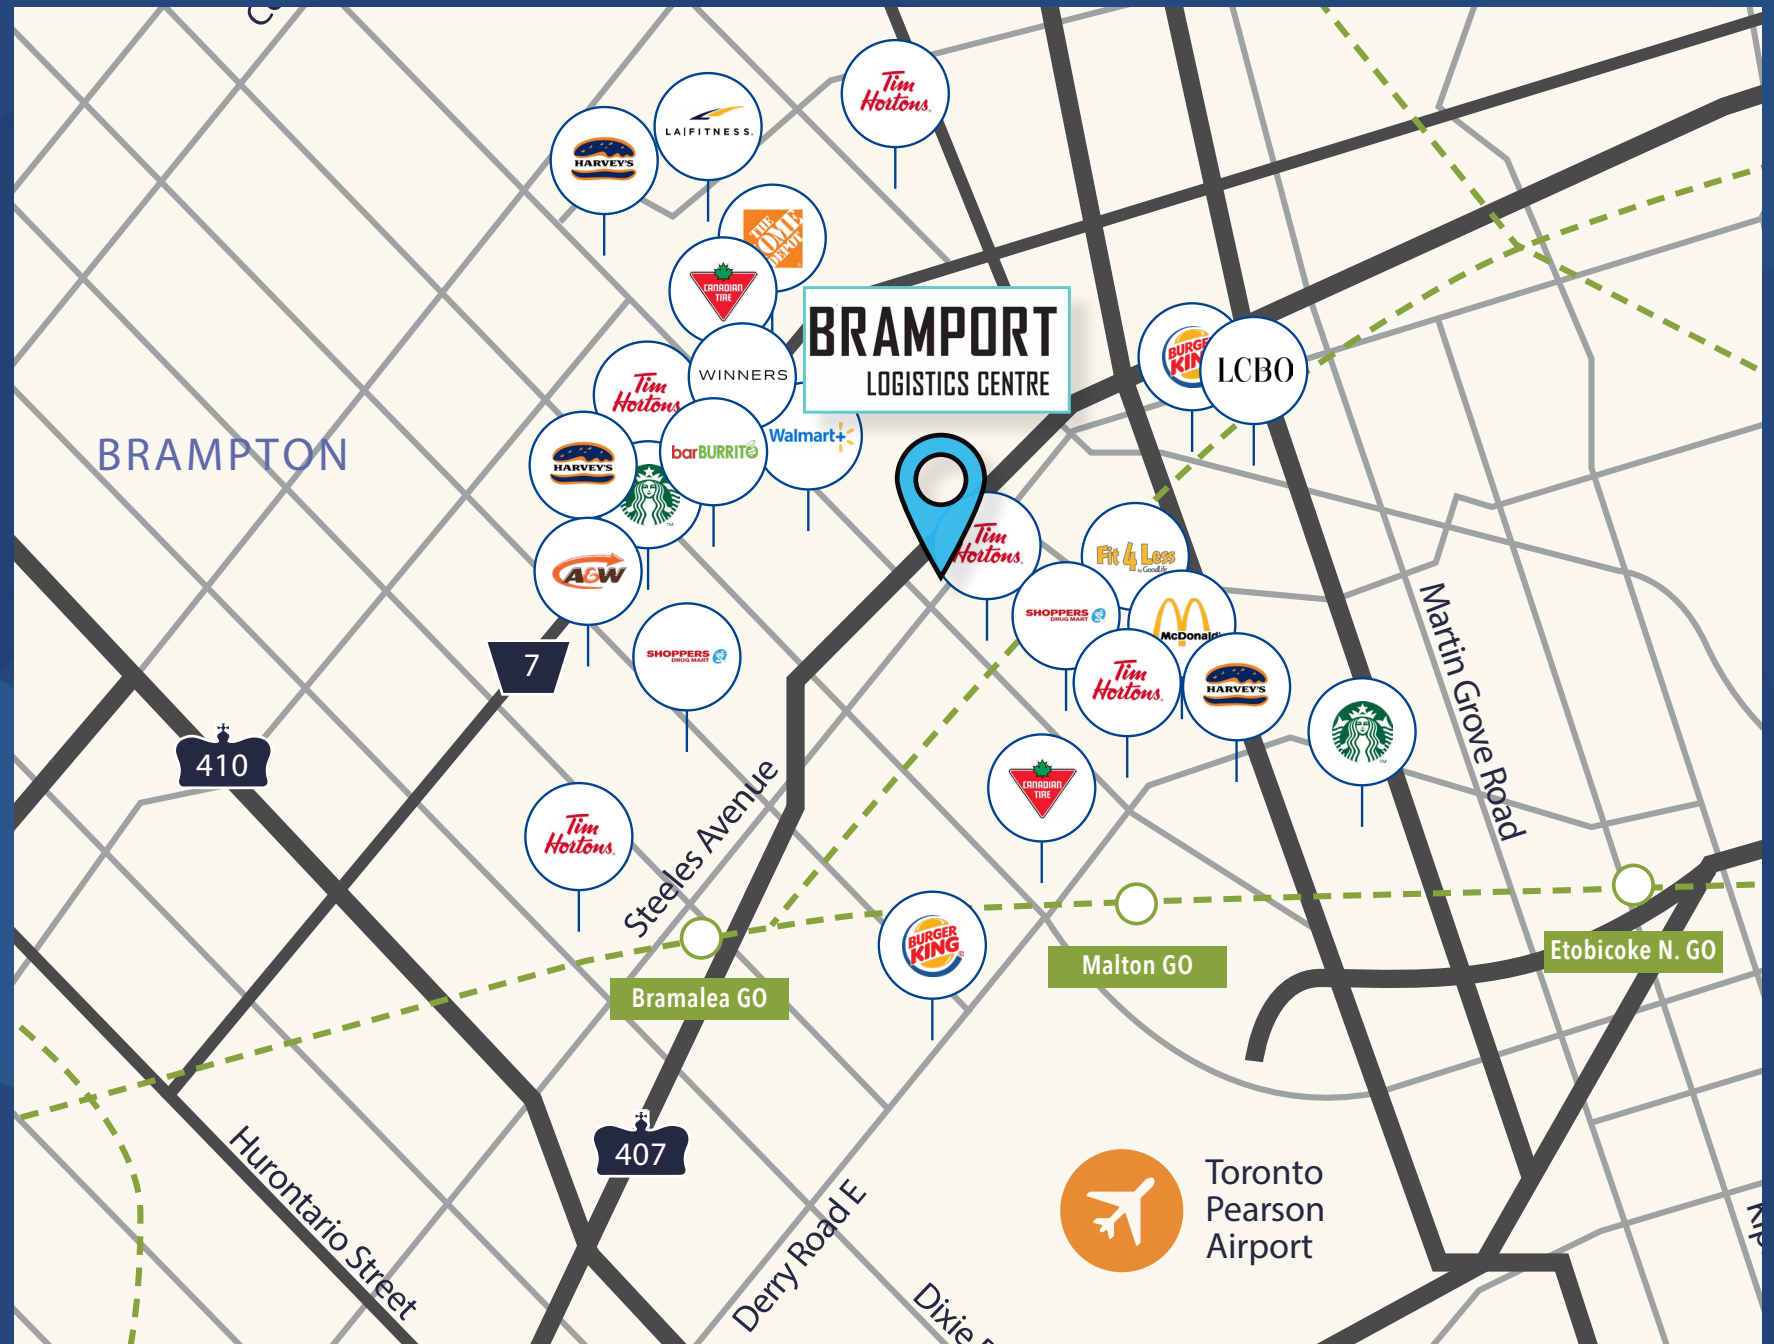 Tim
Hortons
LA|FITNESS.
HARVEY'S
THE
HOME
DEPOT
CANADIAN
TIRE
BRAMPORT
LOGISTICS CENTRE
BURGER
KING
LCBO
WINNERS
Tim
Hortons
Walmart+
barBURRITO
BRAMPTON
HARVEY'S
Tim
Hortons
Fit 4 Less
by GoodLife
A&W
SHOPPERS
DRUG MART
McDonald's
Martin Grove Road
7
SHOPPERS
DRUG MART
Tim
Hortons
HARVEY'S
410
CANADIAN
TIRE
Steeles Avenue
Tim
Hortons
BURGER
KING
Bramalea GO
Malton GO
Etobicoke N. GO
407
Hurontario Street
Derry Road E
Dixie
Toronto
Pearson
Airport